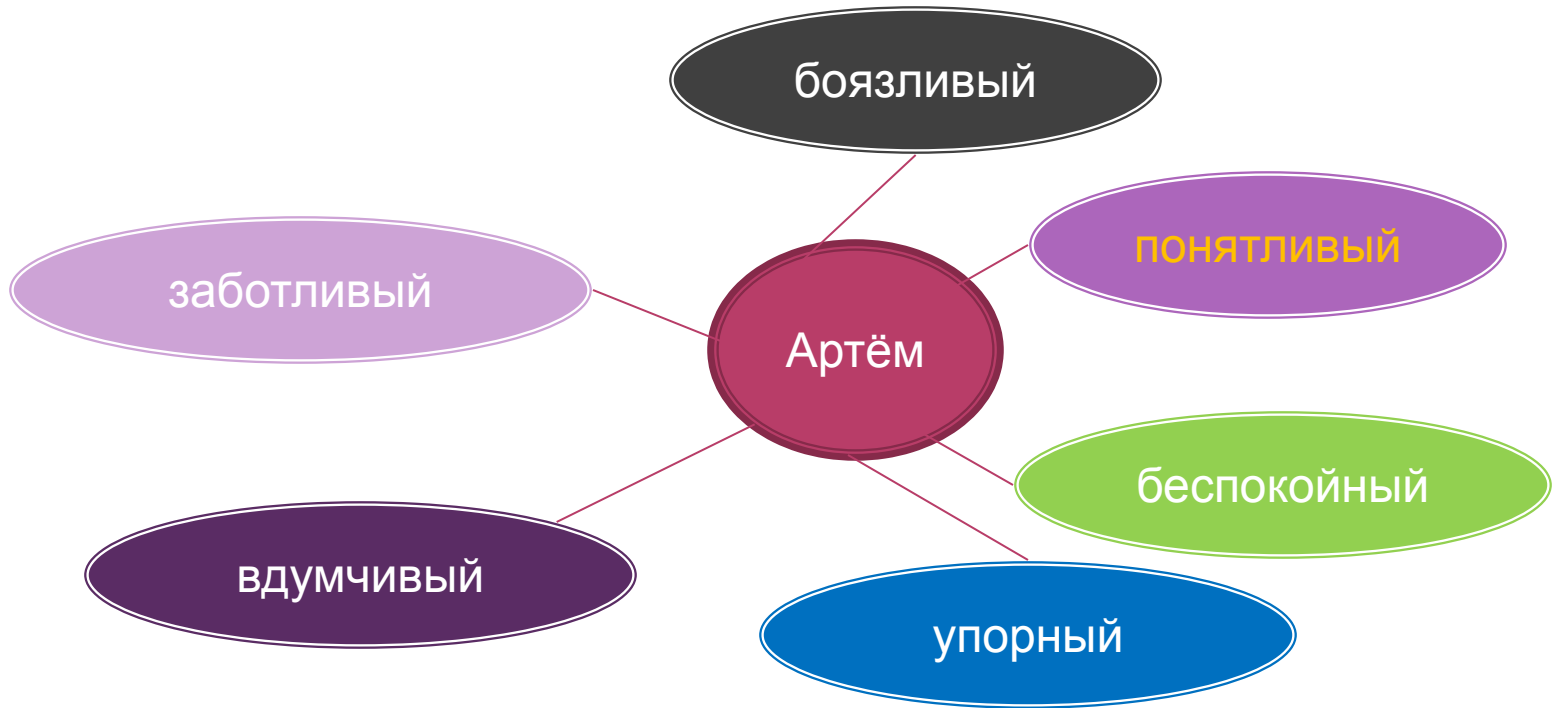 боязливый
понятливый
заботливый
Артём
беспокойный
вдумчивый
упорный